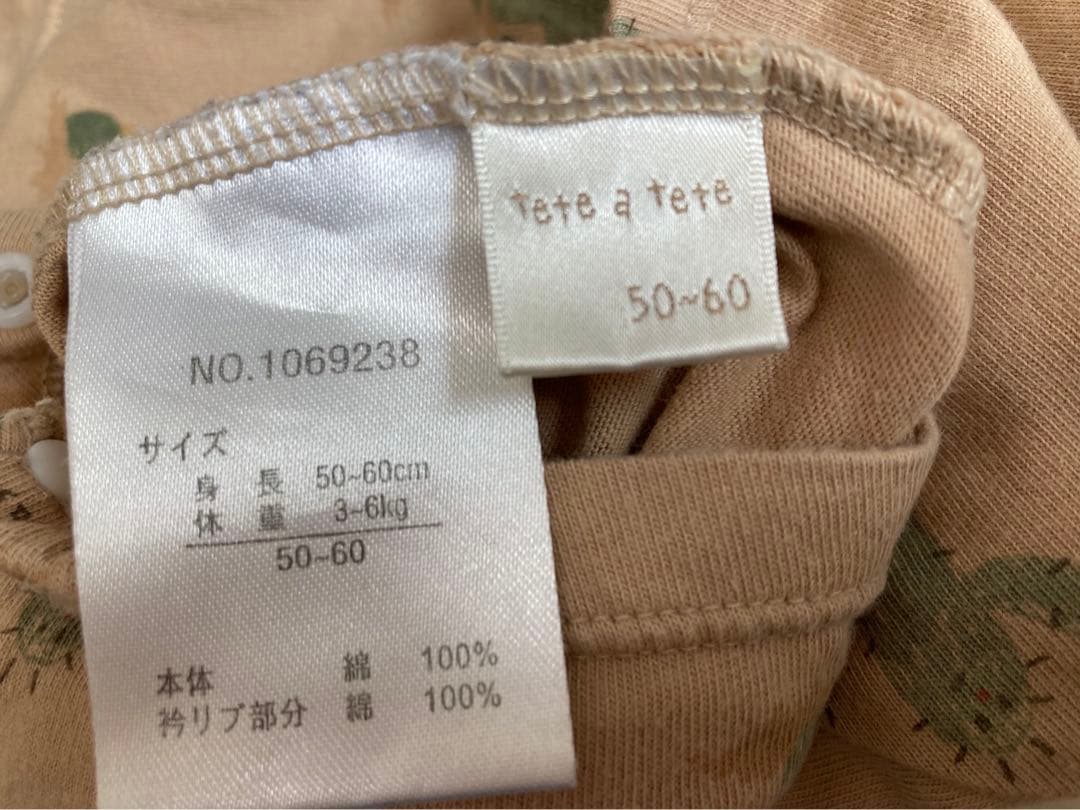 tete a tete
50~60
NO.1069238
サイズ
身 長 50~60cm
体 重 3~6kg
50~60
本体 綿 100%
衿リブ部分 綿 100%